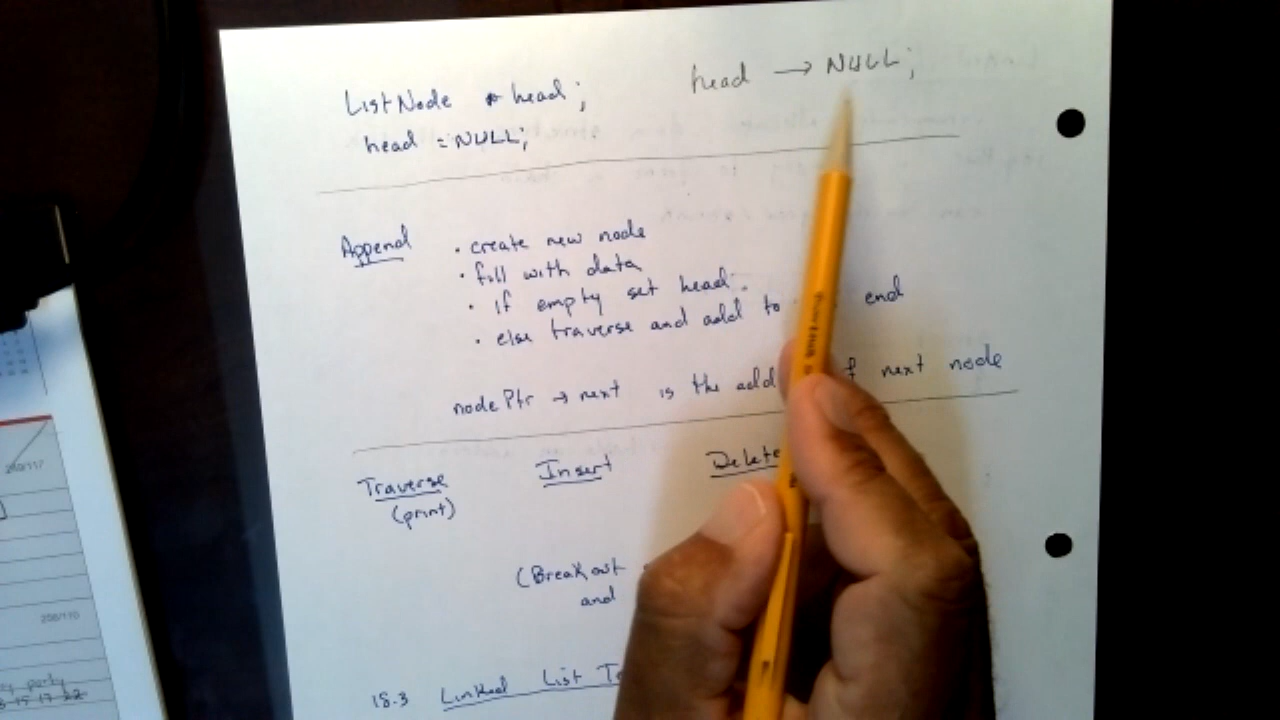 ListNode * head;
head → NULL;
head = NULL;
Append
• create new node
• fill with data
• if empty set head.
• else traverse and add to end
nodePtr → next is the add f next node
Traverse
(print)
Insert
Delete
(Breakout
and
18.3 Linked List